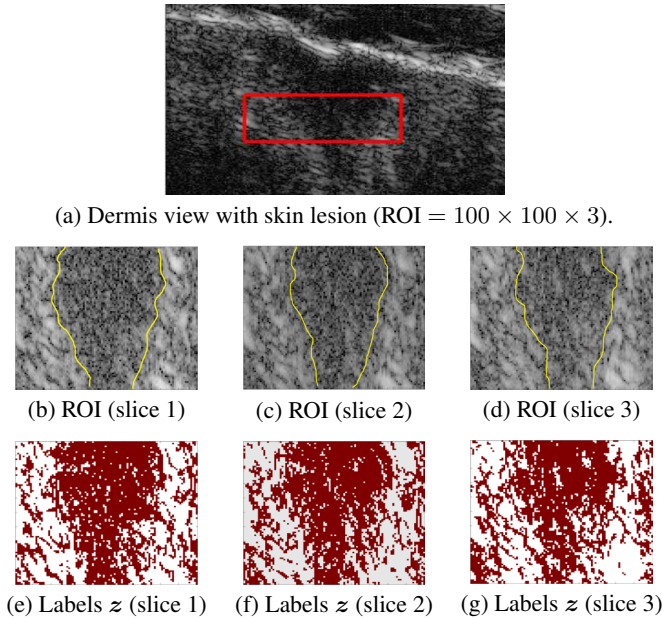 (a) Dermis view with skin lesion (ROI = 100 × 100 × 3).
(b) ROI (slice 1)
(c) ROI (slice 2)
(d) ROI (slice 3)
(e) Labels z (slice 1)
(f) Labels z (slice 2)
(g) Labels z (slice 3)